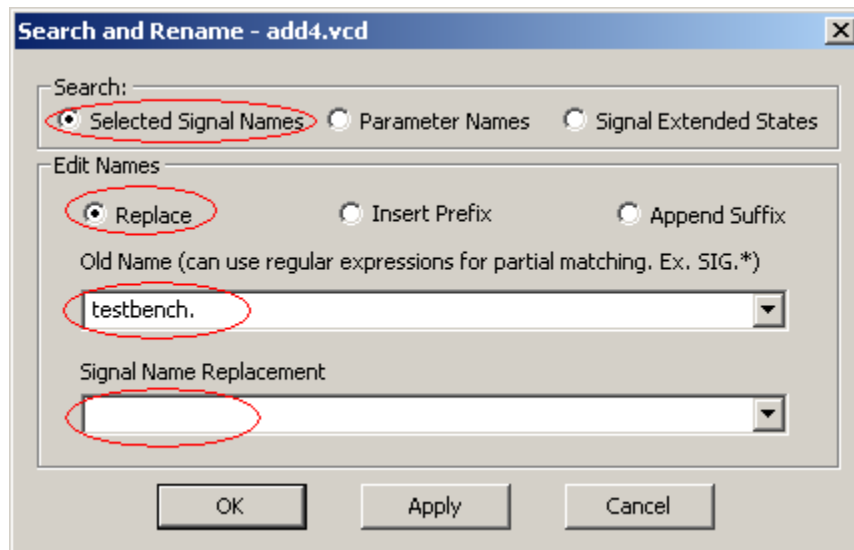 Search and Rename - add4.vcd
Search:
Selected Signal Names Parameter Names Signal Extended States
Edit Names
Replace Insert Prefix Append Suffix
Old Name (can use regular expressions for partial matching. Ex. SIG.*)
testbench.
Signal Name Replacement
OK Apply Cancel